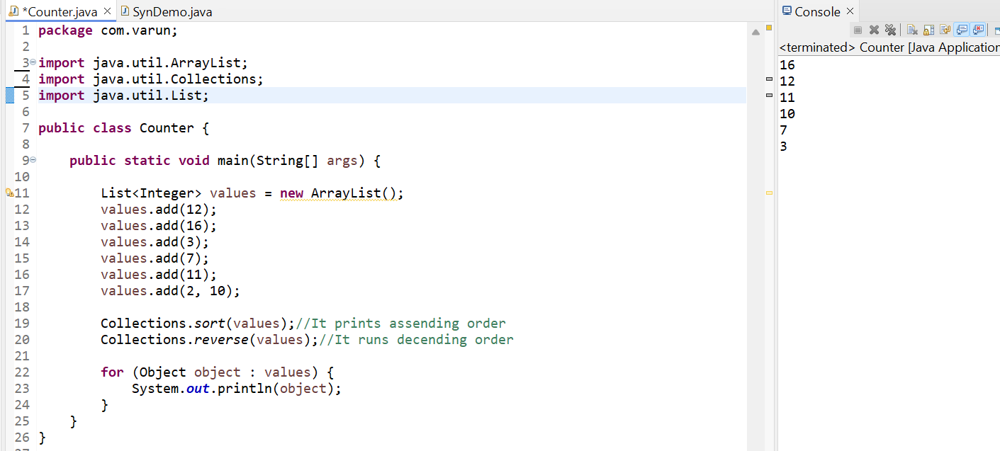 *Counter.java
SynDemo.java
1 package com.varun;
2
3 import java.util.ArrayList;
4 import java.util.Collections;
5 import java.util.List;
6
7 public class Counter {
8
9     public static void main(String[] args) {
10
11         List<Integer> values = new ArrayList();
12         values.add(12);
13         values.add(16);
14         values.add(3);
15         values.add(7);
16         values.add(11);
17         values.add(2, 10);
18
19         Collections.sort(values);//It prints assending order
20         Collections.reverse(values);//It runs decending order
21
22         for (Object object : values) {
23             System.out.println(object);
24         }
25     }
26 }
Console
<terminated> Counter [Java Application
16
12
11
10
7
3